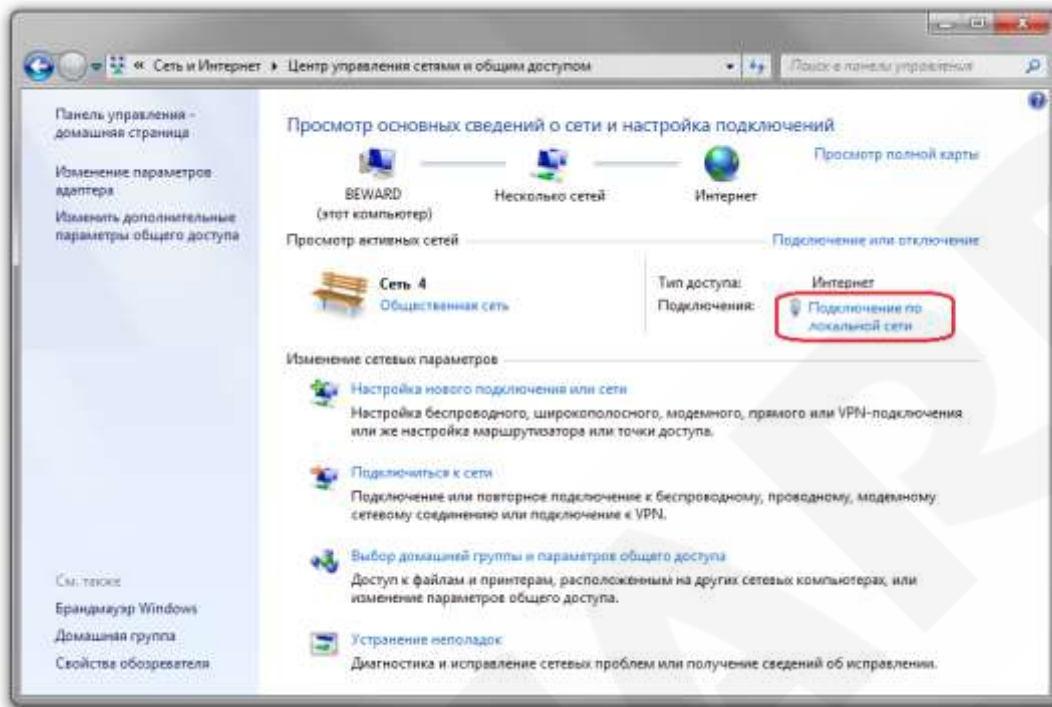 « Сеть и Интернет ▸ Центр управления сетями и общим доступом
Поиск в панели управления
Панель управления -
домашняя страница
Изменение параметров
адаптера
Изменить дополнительные
параметры общего доступа
См. также
Брандмауэр Windows
Домашняя группа
Свойства обозревателя
Просмотр основных сведений о сети и настройка подключений
Просмотр полной карты
BEWARD
(этот компьютер)
Несколько сетей
Интернет
Просмотр активных сетей
Подключение или отключение
Сеть 4
Общественная сеть
Тип доступа: Интернет
Подключения: Подключение по
локальной сети
Изменение сетевых параметров
Настройка нового подключения или сети
Настройка беспроводного, широкополосного, модемного, прямого или VPN-подключения
или же настройка маршрутизатора или точки доступа.
Подключиться к сети
Подключение или повторное подключение к беспроводному, проводному, модемному
сетевому соединению или подключение к VPN.
Выбор домашней группы и параметров общего доступа
Доступ к файлам и принтерам, расположенным на других сетевых компьютерах, или
изменение параметров общего доступа.
Устранение неполадок
Диагностика и исправление сетевых проблем или получение сведений об исправлении.